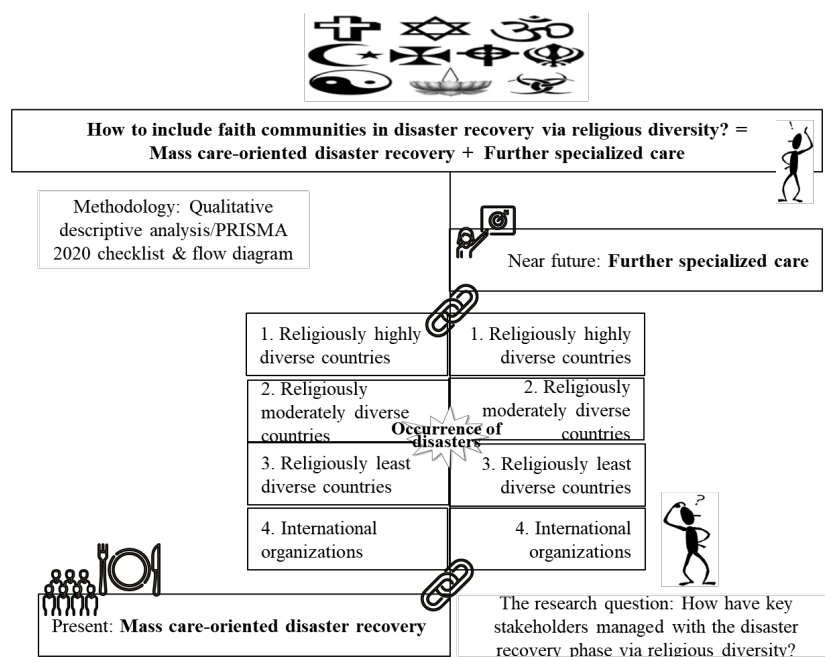 How to include faith communities in disaster recovery via religious diversity? =
Mass care-oriented disaster recovery + Further specialized care
Methodology: Qualitative
descriptive analysis/PRISMA
2020 checklist & flow diagram
Near future: Further specialized care
1. Religiously highly
diverse countries
1. Religiously highly
diverse countries
2. Religiously
moderately diverse
countries
2. Religiously
moderately diverse
countries
Occurrence of
disasters
3. Religiously least
diverse countries
3. Religiously least
diverse countries
4. International
organizations
4. International
organizations
?
Present: Mass care-oriented disaster recovery
The research question: How have key
stakeholders managed with the disaster
recovery phase via religious diversity?